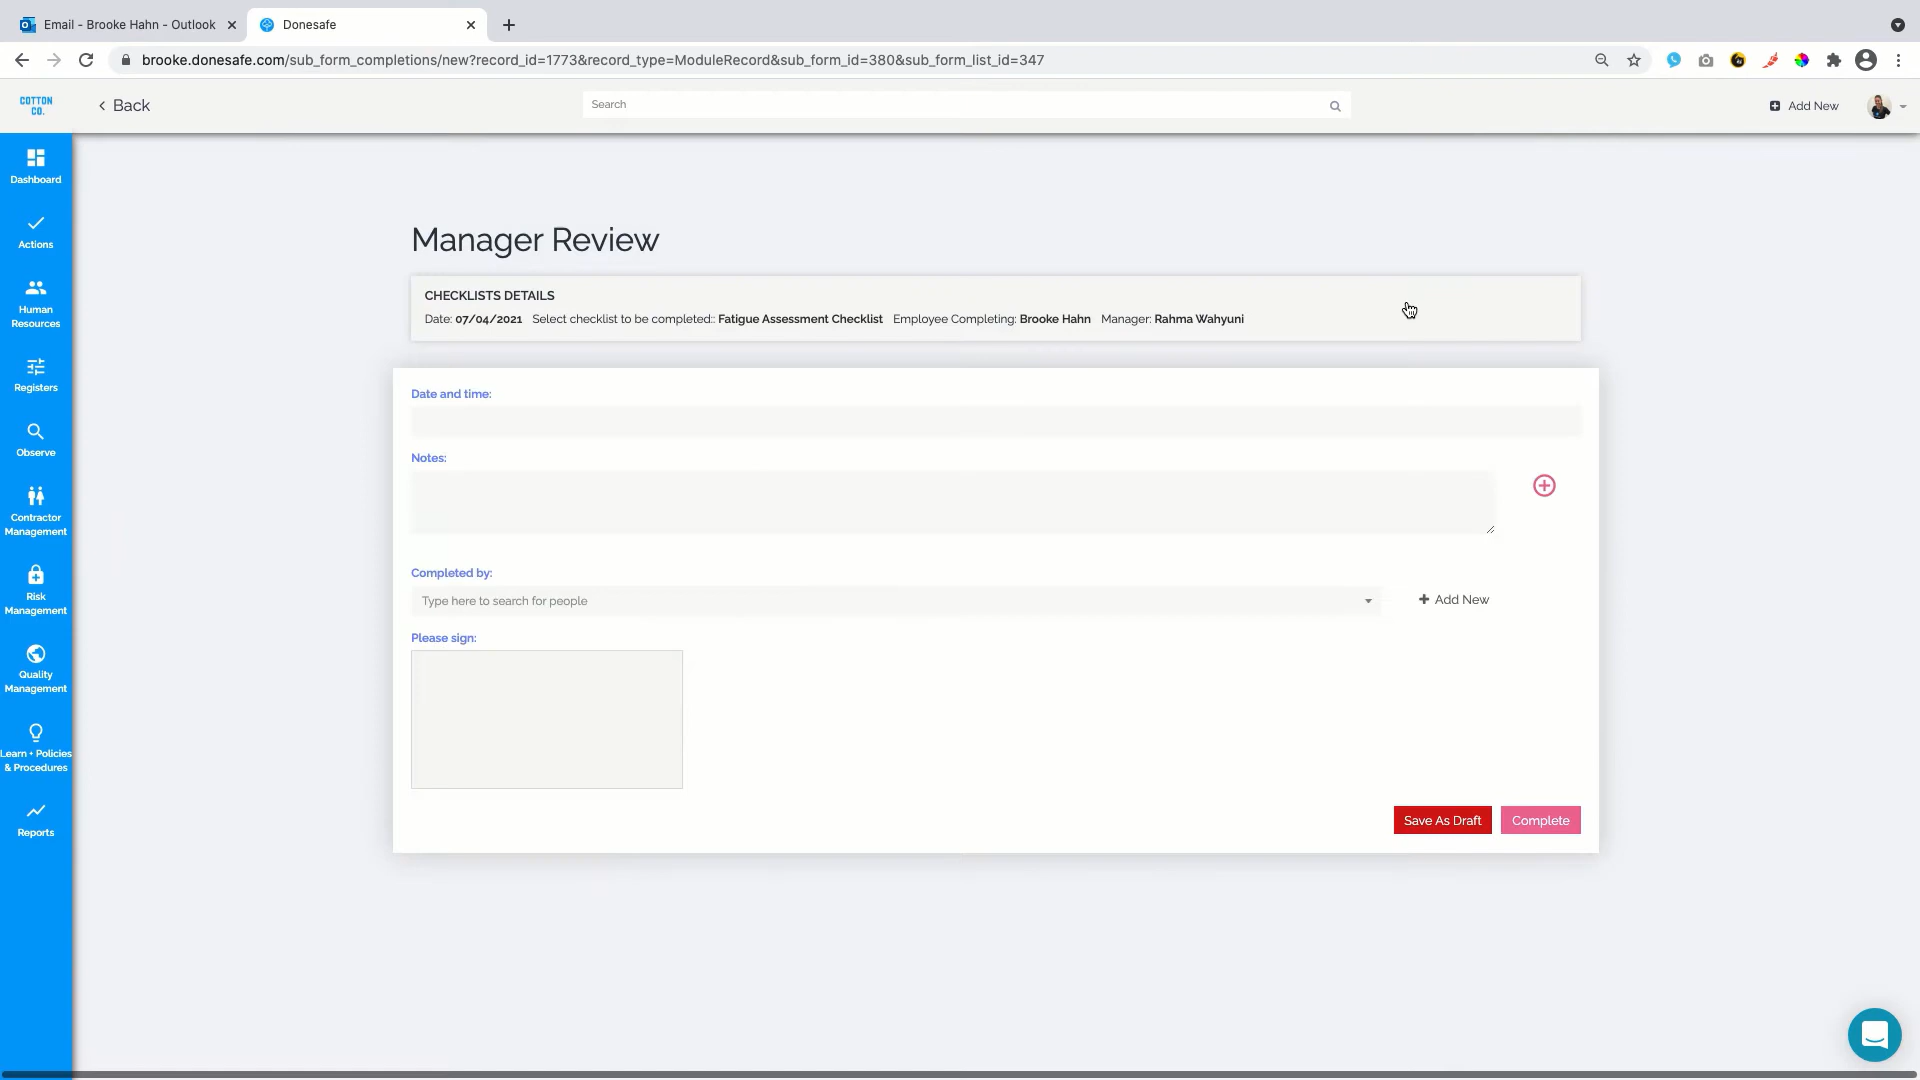 Email - Brooke Hahn - Outlook
Donesafe
brooke.donesafe.com/sub_form_completions/new?record_id=1773&record_type=ModuleRecord&sub_form_id=380&sub_form_list_id=347
COTTON
CO.
Back
Search
Add New
Dashboard
Actions
Human
Resources
Registers
Observe
Contractor
Management
Risk
Management
Quality
Management
Learn + Policies
& Procedures
Reports
Manager Review
CHECKLISTS DETAILS
Date: 07/04/2021 Select checklist to be completed:: Fatigue Assessment Checklist Employee Completing: Brooke Hahn Manager: Rahma Wahyuni
Date and time:
Notes:
Completed by:
Type here to search for people
+ Add New
Please sign:
Save As Draft
Complete